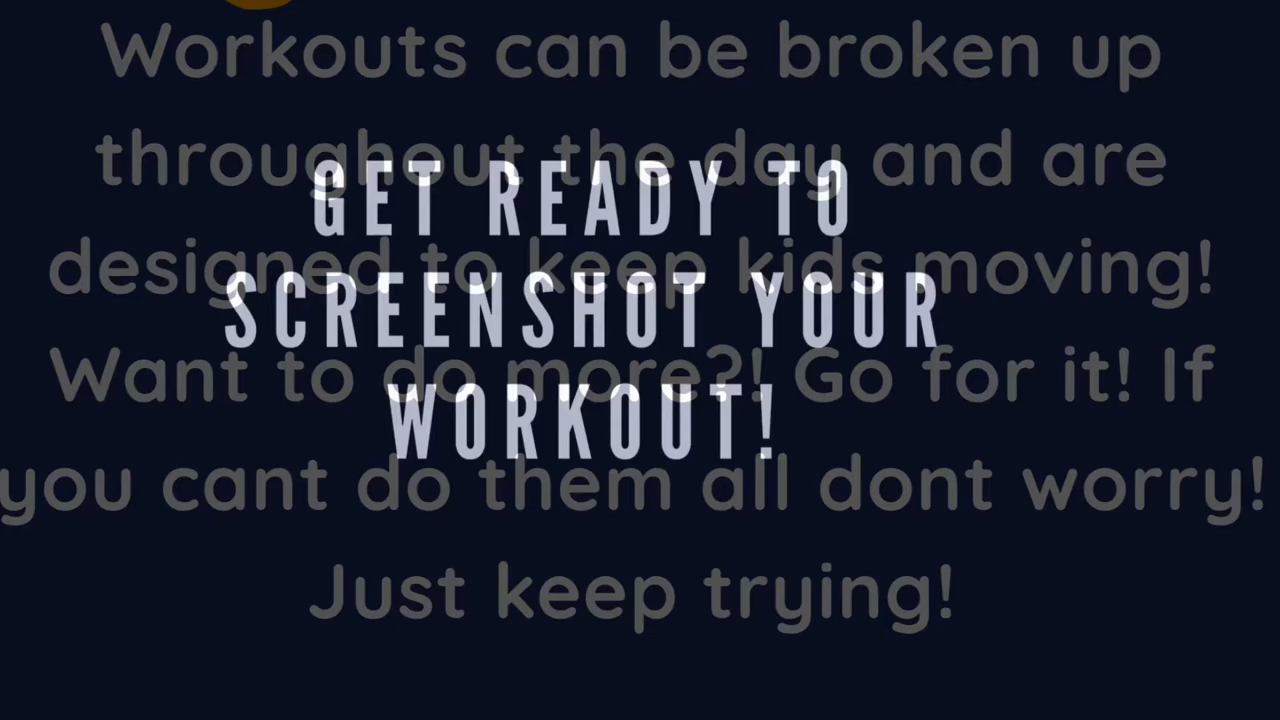 Workouts can be broken up
throughout the day and are
designed to keep kids moving!
Want to do more?! Go for it! If
you cant do them all dont worry!
Just keep trying!
GET READY TO
SCREENSHOT YOUR
WORKOUT!